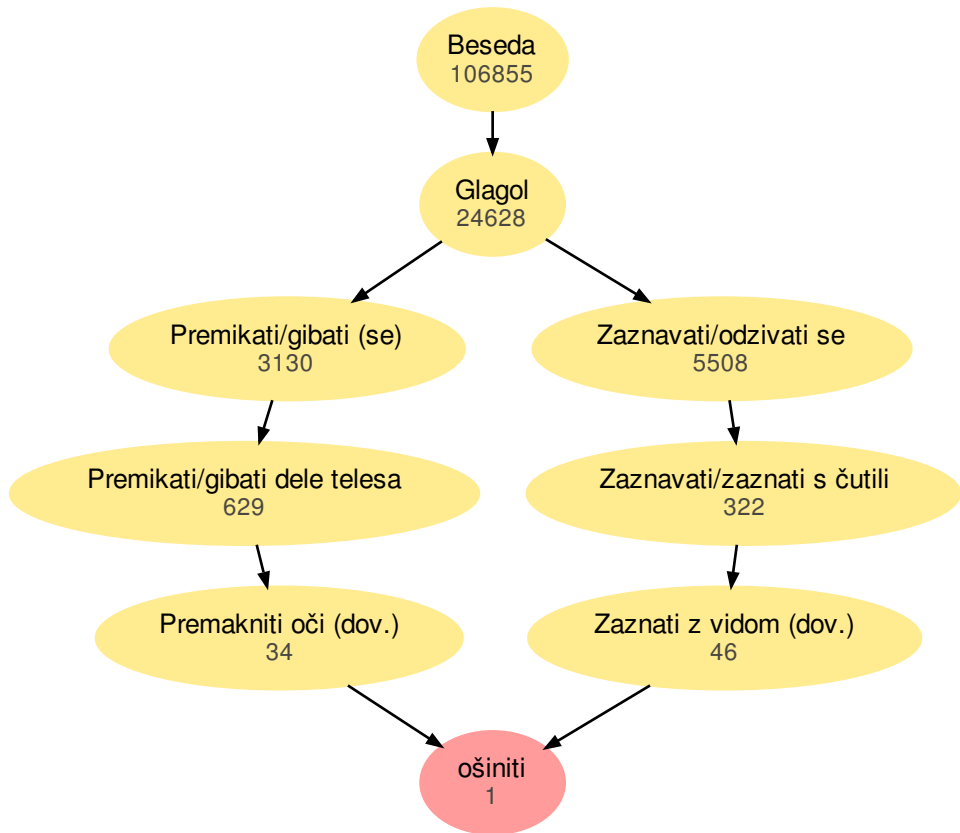 Beseda
106855
Glagol
24628
Premikati/gibati (se)
3130
Zaznavati/odzivati se
5508
Premikati/gibati dele telesa
629
Zaznavati/zaznati s čutili
322
Premakniti oči (dov.)
34
Zaznati z vidom (dov.)
46
ošiniti
1